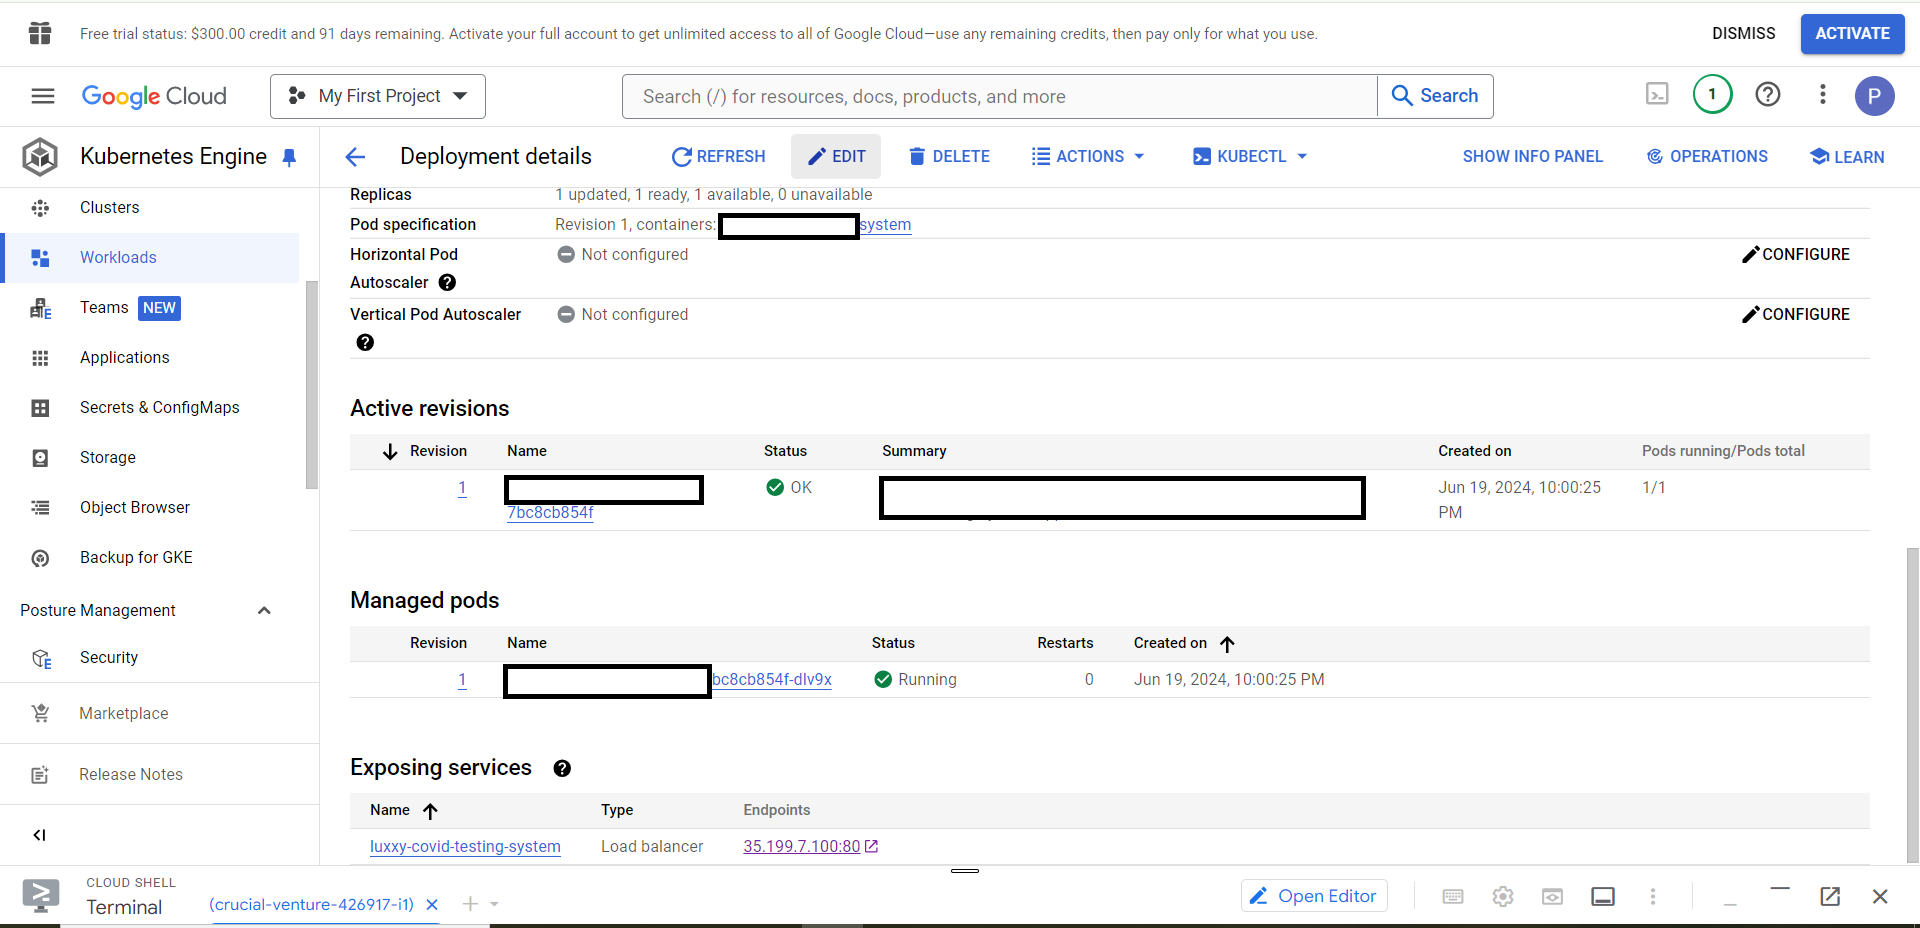 Free trial status: $300.00 credit and 91 days remaining. Activate your full account to get unlimited access to all of Google Cloud—use any remaining credits, then pay only for what you use.
DISMISS
ACTIVATE
Google Cloud
My First Project
Search (/) for resources, docs, products, and more
Search
1
P
Kubernetes Engine
Deployment details
REFRESH
EDIT
DELETE
ACTIONS
KUBECTL
SHOW INFO PANEL
OPERATIONS
LEARN
Clusters
Workloads
Teams NEW
Applications
Secrets & ConfigMaps
Storage
Object Browser
Backup for GKE
Posture Management
Security
Marketplace
Release Notes
Replicas 1 updated, 1 ready, 1 available, 0 unavailable
Pod specification Revision 1, containers: system
Horizontal Pod Not configured CONFIGURE
Autoscaler
Vertical Pod Autoscaler Not configured CONFIGURE
Active revisions
Revision Name Status Summary Created on Pods running/Pods total
1 OK Jun 19, 2024, 10:00:25 1/1
7bc8cb854f PM
Managed pods
Revision Name Status Restarts Created on
1 bc8cb854f-dlv9x Running 0 Jun 19, 2024, 10:00:25 PM
Exposing services
Name Type Endpoints
luxxy-covid-testing-system Load balancer 35.199.7.100:80
CLOUD SHELL
Terminal
(crucial-venture-426917-i1)
Open Editor